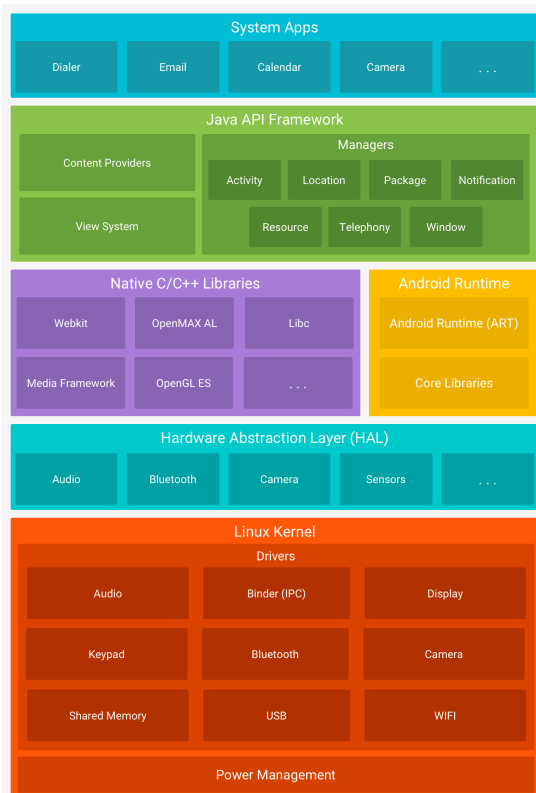 System Apps
Dialer
Email
Calendar
Camera
. . .
Java API Framework
Content Providers
View System
Managers
Activity
Location
Package
Notification
Resource
Telephony
Window
Native C/C++ Libraries
Webkit
OpenMAX AL
Libc
Media Framework
OpenGL ES
. . .
Android Runtime
Android Runtime (ART)
Core Libraries
Hardware Abstraction Layer (HAL)
Audio
Bluetooth
Camera
Sensors
. . .
Linux Kernel
Drivers
Audio
Binder (IPC)
Display
Keypad
Bluetooth
Camera
Shared Memory
USB
WIFI
Power Management